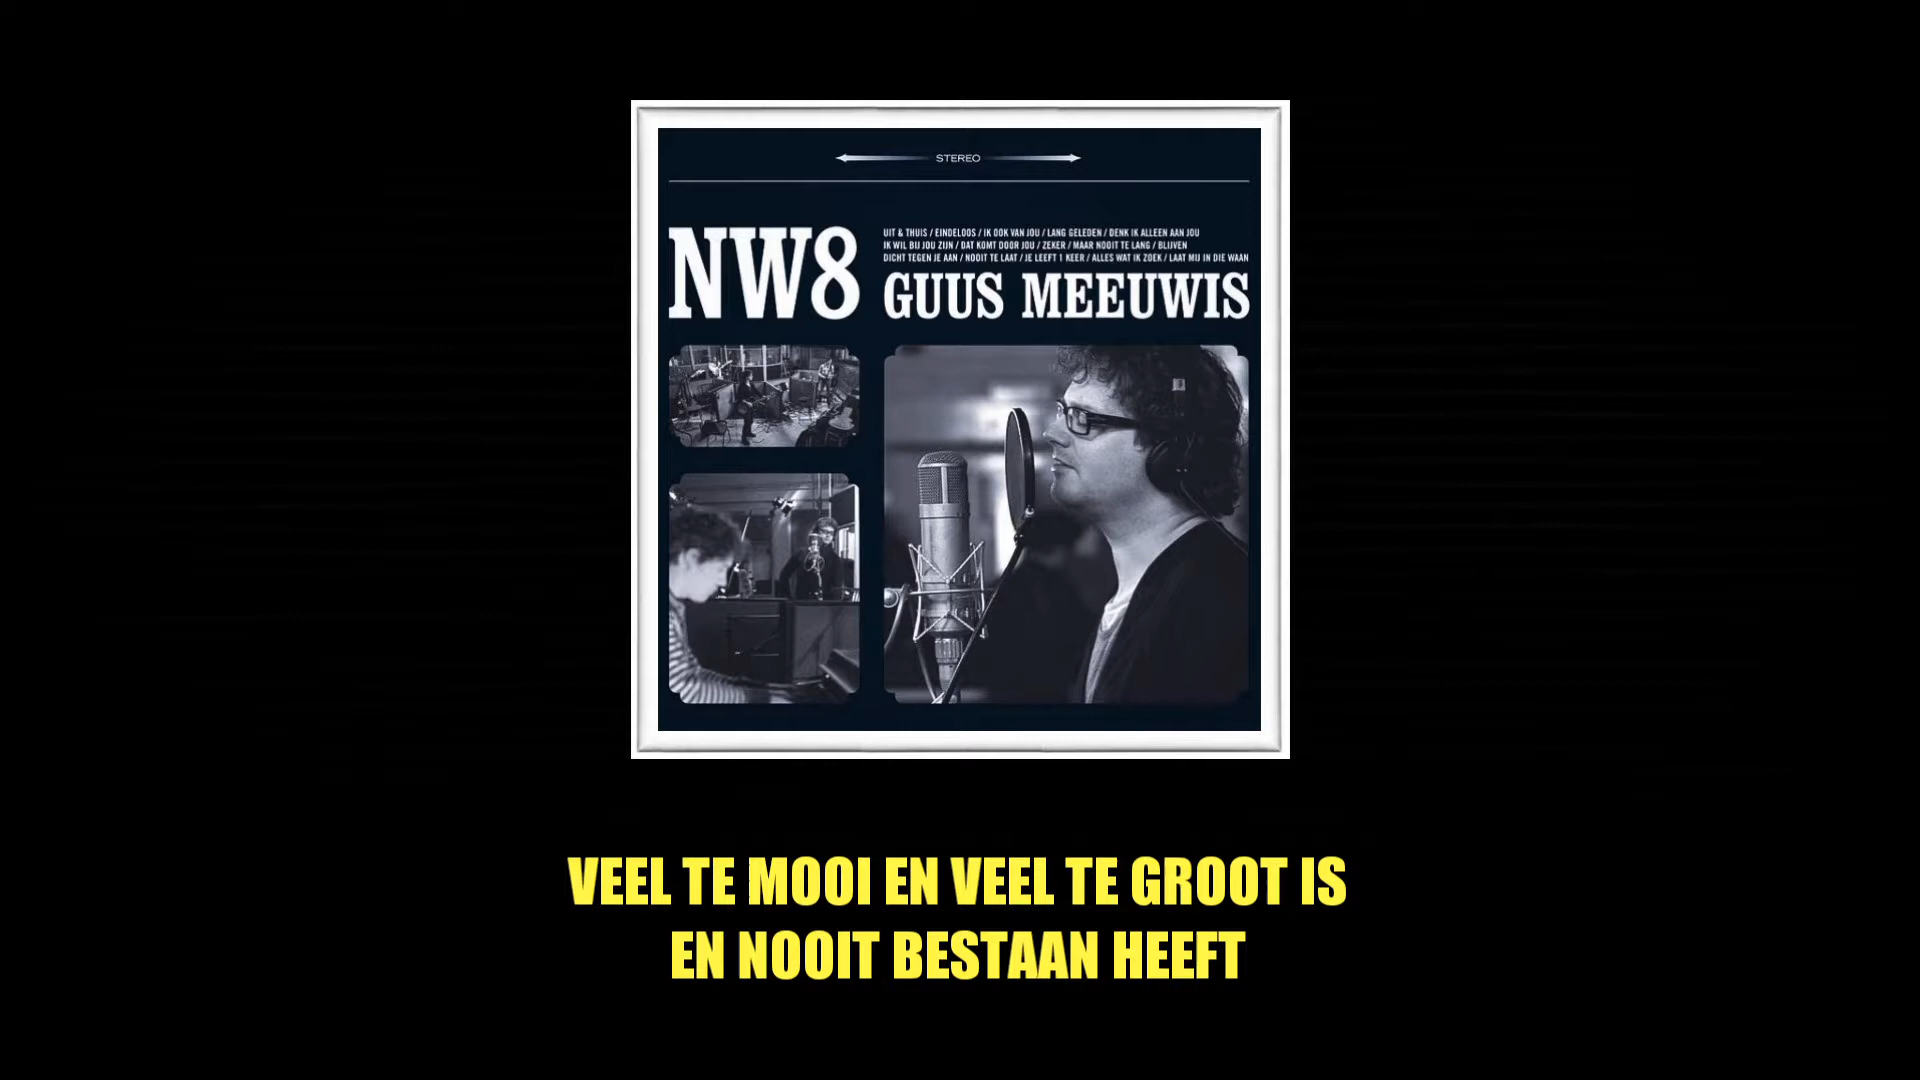 STEREO
NW8
UIT & THUIS / EINDELOOS / IK OOK VAN JOU / LANG GELEDEN / DENK IK ALLEEN AAN JOU
IK WIL BIJ JOU ZIJN / DAT KOMT DOOR JOU / ZEKER / MAAR NOOIT TE LANG / BLIJVEN
DICHT TEGEN JE AAN / NOOIT TE LAAT / JE LEEFT 1 KEER / ALLES WAT IK ZOEK / LAAT MIJ IN DIE WAAN
GUUS MEEUWIS
VEEL TE MOOI EN VEEL TE GROOT IS
EN NOOIT BESTAAN HEEFT